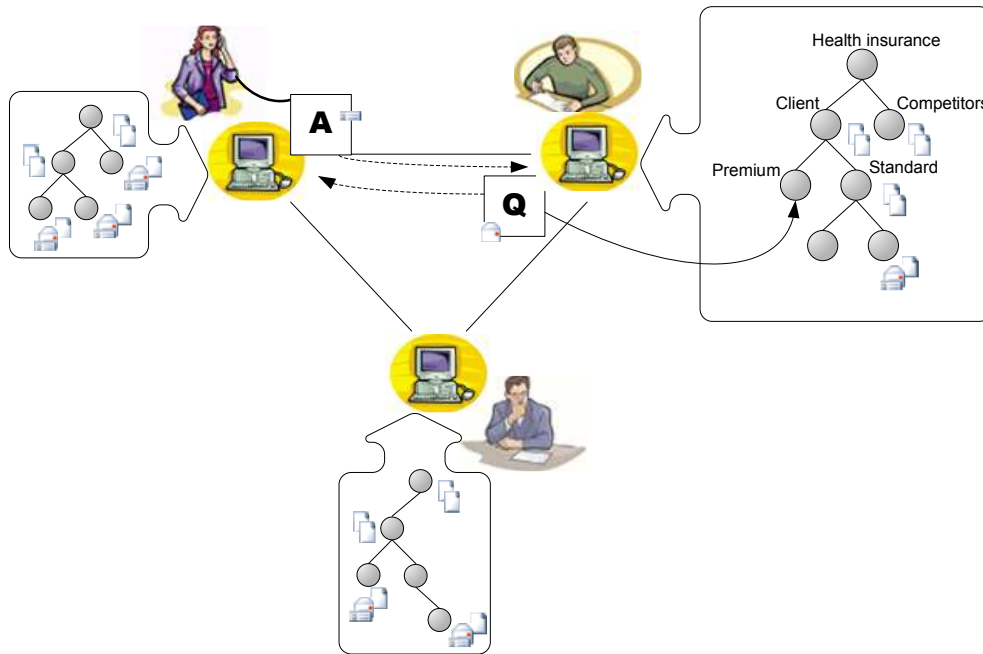 Health insurance
A
Client
Competitors
Premium
Standard
Q